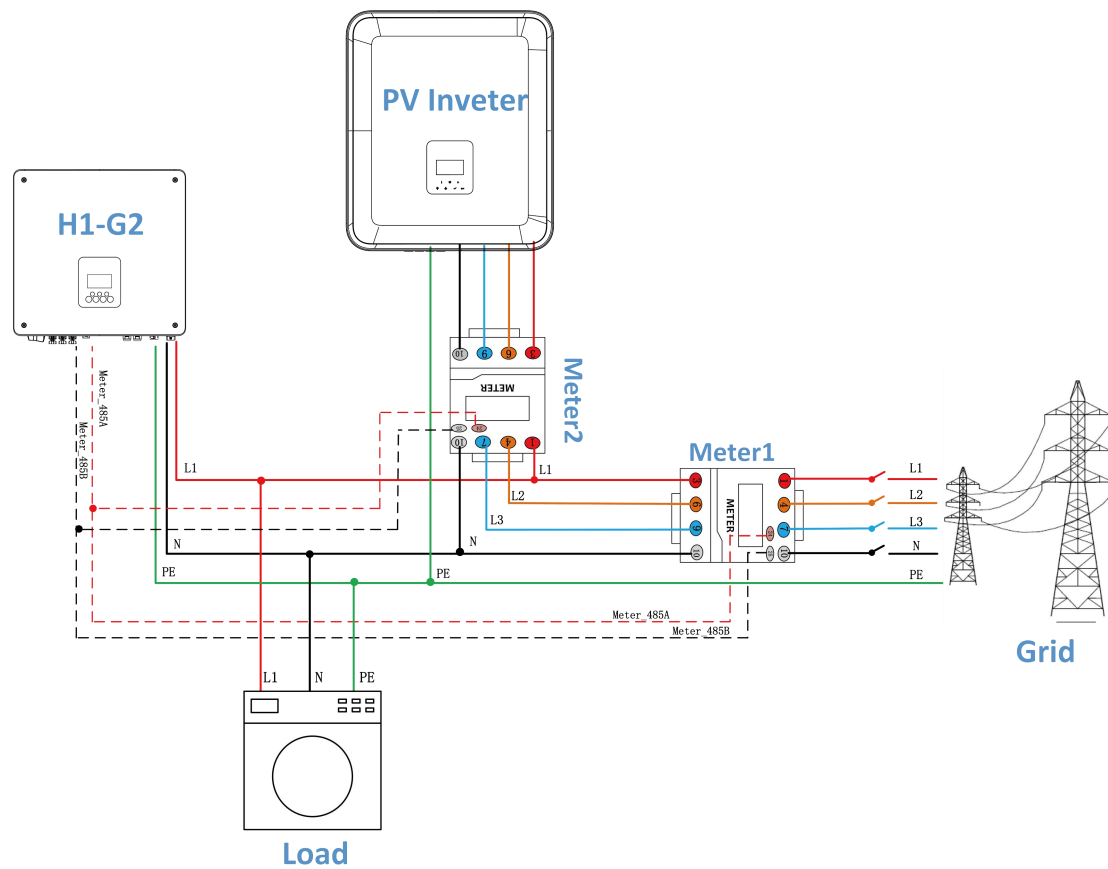 PV Inveter
H1-G2
10
9
6
3
METER
Meter2
10
7
4
1
Meter_485A
Meter_485B
Meter1
L1
L1
3
1
L1
L2
6
4
L2
L3
METER
9
7
L3
N
N
10
10
N
PE
PE
PE
Meter_485A
Meter_485B
Grid
L1
N
PE
Load